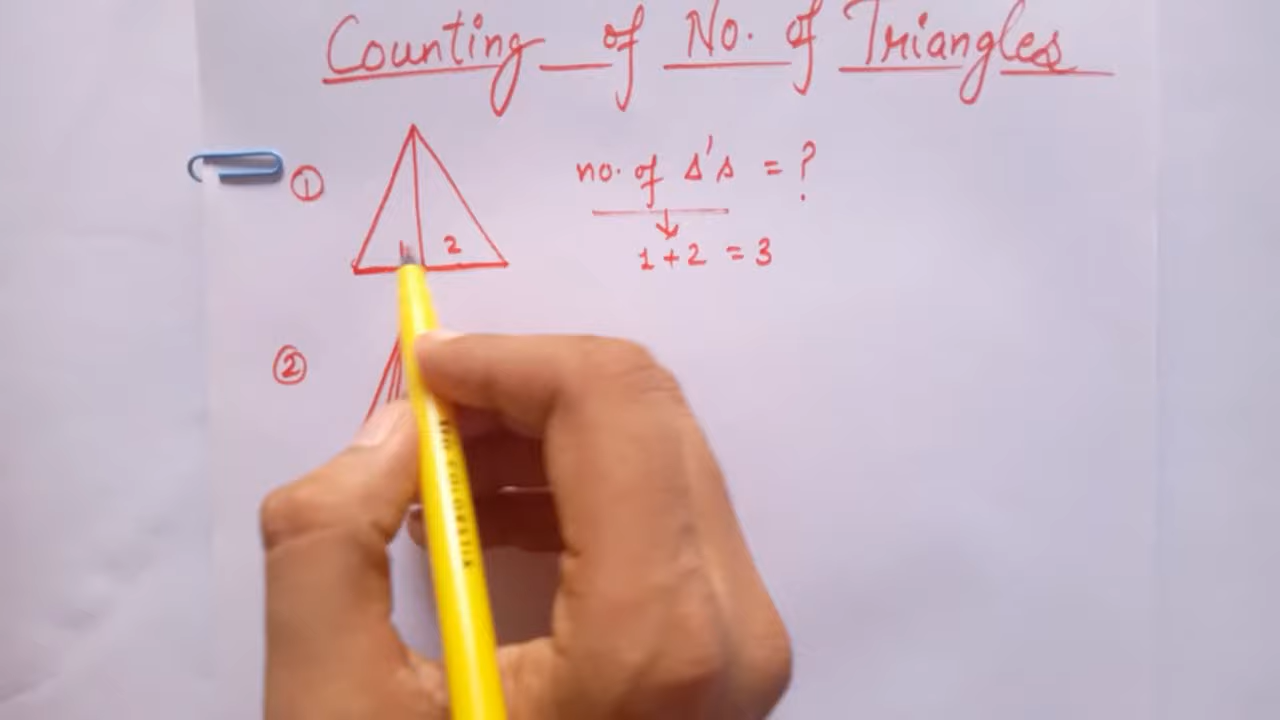 Counting of No. of Triangles
① no. of Δ's = ?
1 2
1 + 2 = 3
②